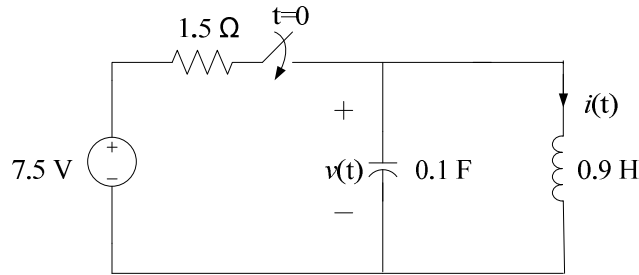 t=0
1.5 Ω
+
i(t)
+
7.5 V
−
v(t)
0.1 F
0.9 H
−